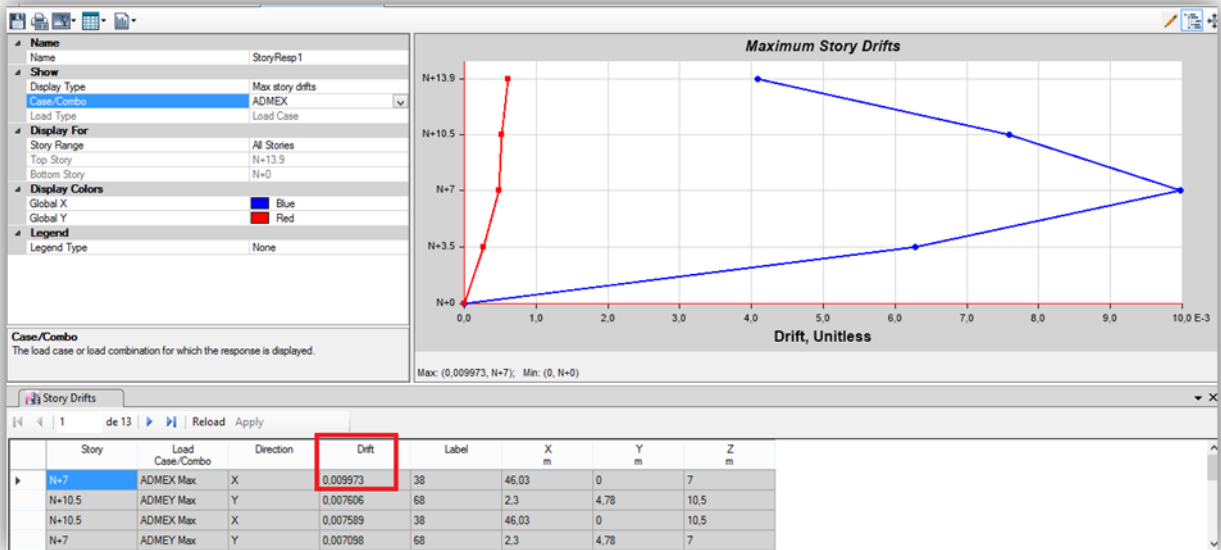 Name
Name StoryResp1
Show
Display Type Max story drifts
Case/Combo ADMEX
Load Type Load Case
Display For
Story Range All Stories
Top Story N+13.9
Bottom Story N+0
Display Colors
Global X Blue
Global Y Red
Legend
Legend Type None
Case/Combo
The load case or load combination for which the response is displayed.
Maximum Story Drifts
N+13.9
N+10.5
N+7
N+3.5
N+0
0,0 1,0 2,0 3,0 4,0 5,0 6,0 7,0 8,0 9,0 10,0 E-3
Drift, Unitless
Max: (0,009973, N+7); Min: (0, N+0)
Story Drifts
1 de 13 Reload Apply
Story Load Case/Combo Direction Drift Label X m Y m Z m
N+7 ADMEX Max X 0,009973 38 46,03 0 7
N+10.5 ADMEY Max Y 0,007606 68 2,3 4,78 10,5
N+10.5 ADMEX Max X 0,007589 38 46,03 0 10,5
N+7 ADMEY Max Y 0,007098 68 2,3 4,78 7